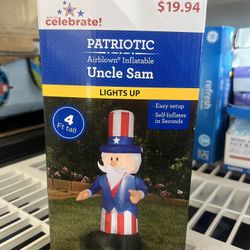 celebrate!
$19.94
PATRIOTIC
Airblown® Inflatable
Uncle Sam
LIGHTS UP
4
Ft tall
Easy setup
Self-Inflates
in Seconds
refresh